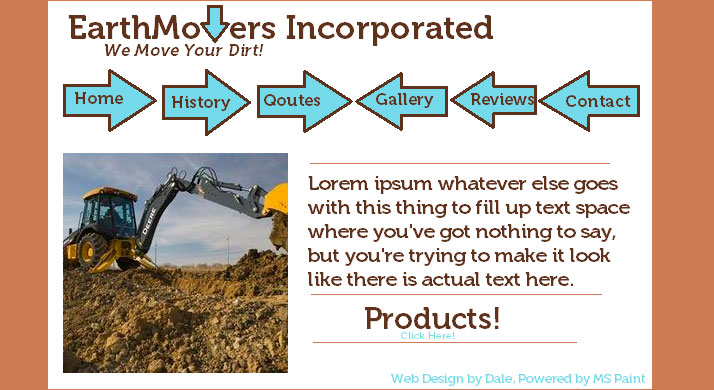 EarthMovers Incorporated
We Move Your Dirt!
Home History Qoutes Gallery Reviews Contact
DEERE
Lorem ipsum whatever else goes
with this thing to fill up text space
where you've got nothing to say,
but you're trying to make it look
like there is actual text here.
Products!
Click Here!
Web Design by Dale, Powered by MS Paint